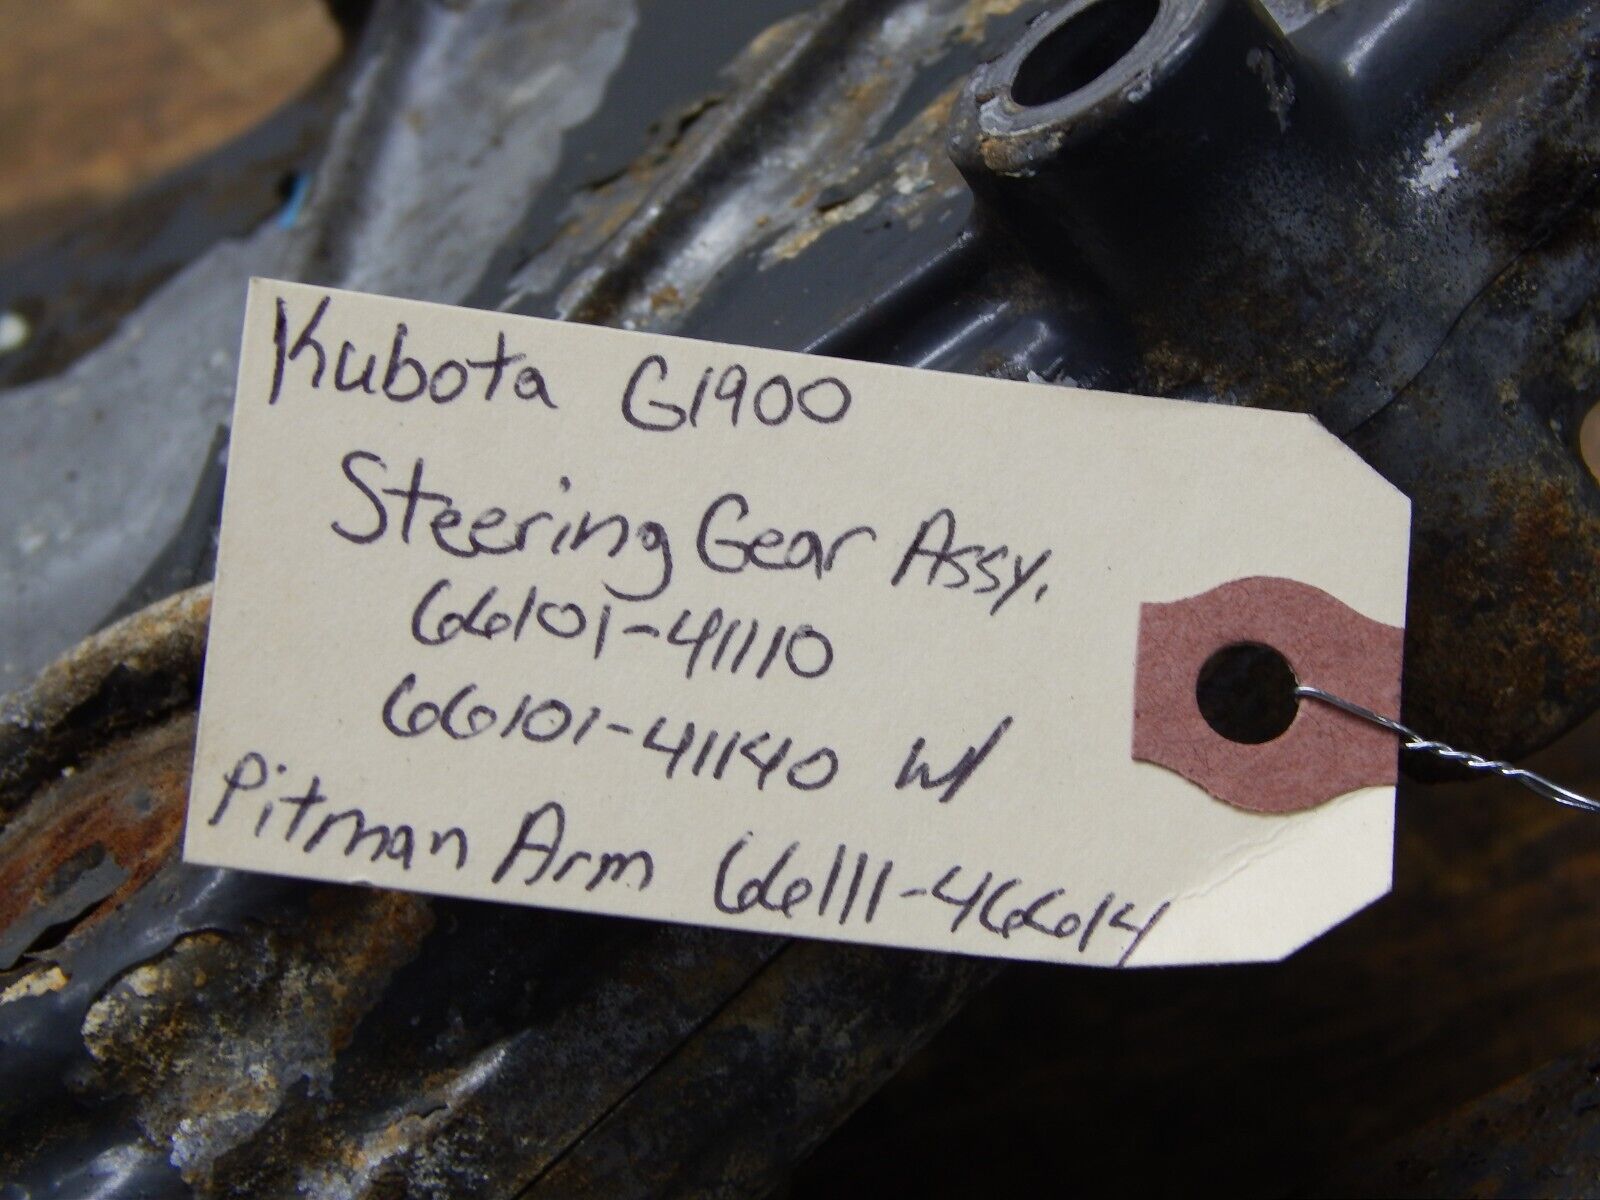 Kubota G1900
Steering Gear Assy.
66101-41110
66101-41140 w/
Pitman Arm 66111-46614